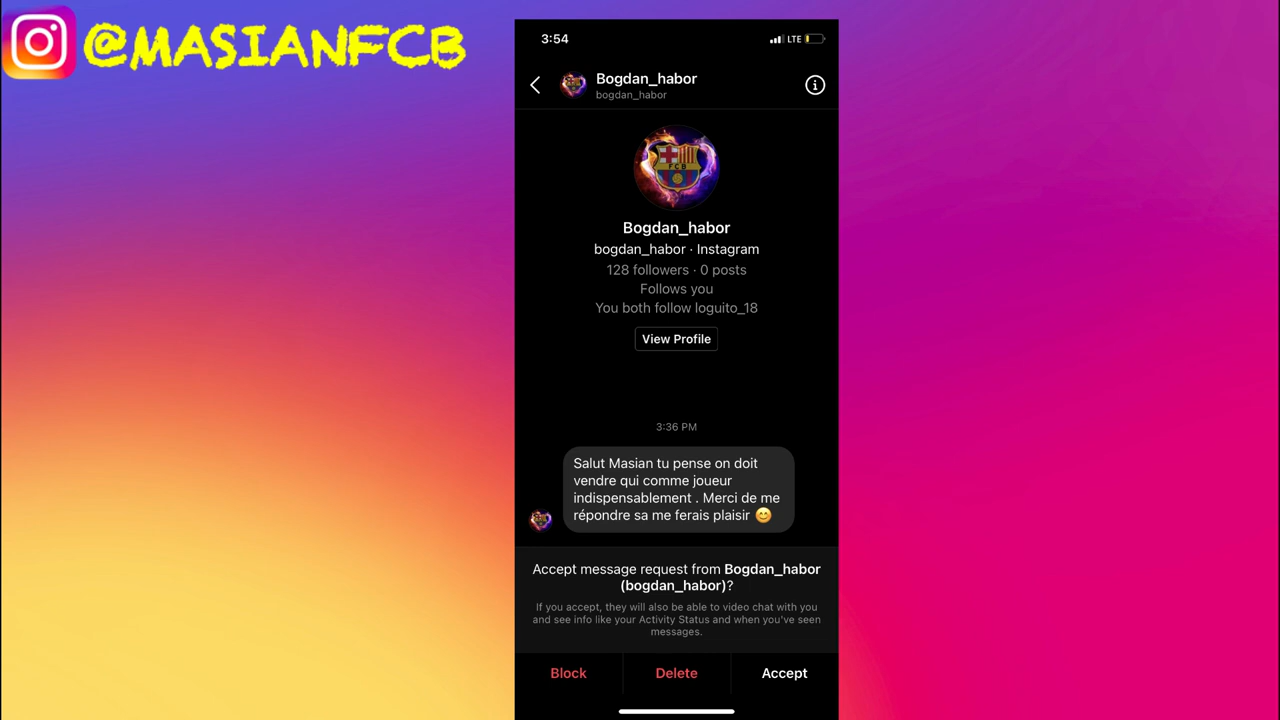 @MASIANFCB
3:54
LTE
Bogdan_habor
bogdan_habor
FCB
Bogdan_habor
bogdan_habor · Instagram
128 followers · 0 posts
Follows you
You both follow loguito_18
View Profile
3:36 PM
Salut Masian tu pense on doit
vendre qui comme joueur
indispensablement . Merci de me
répondre sa me ferais plaisir 😊
Accept message request from Bogdan_habor
(bogdan_habor)?
If you accept, they will also be able to video chat with you
and see info like your Activity Status and when you've seen
messages.
Block
Delete
Accept